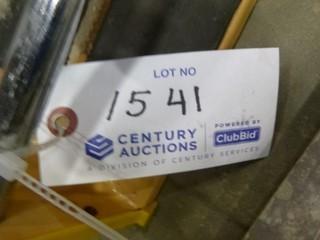 LOT NO
1541
CENTURY
AUCTIONS
POWERED BY
ClubBid
A DIVISION OF CENTURY SERVICES